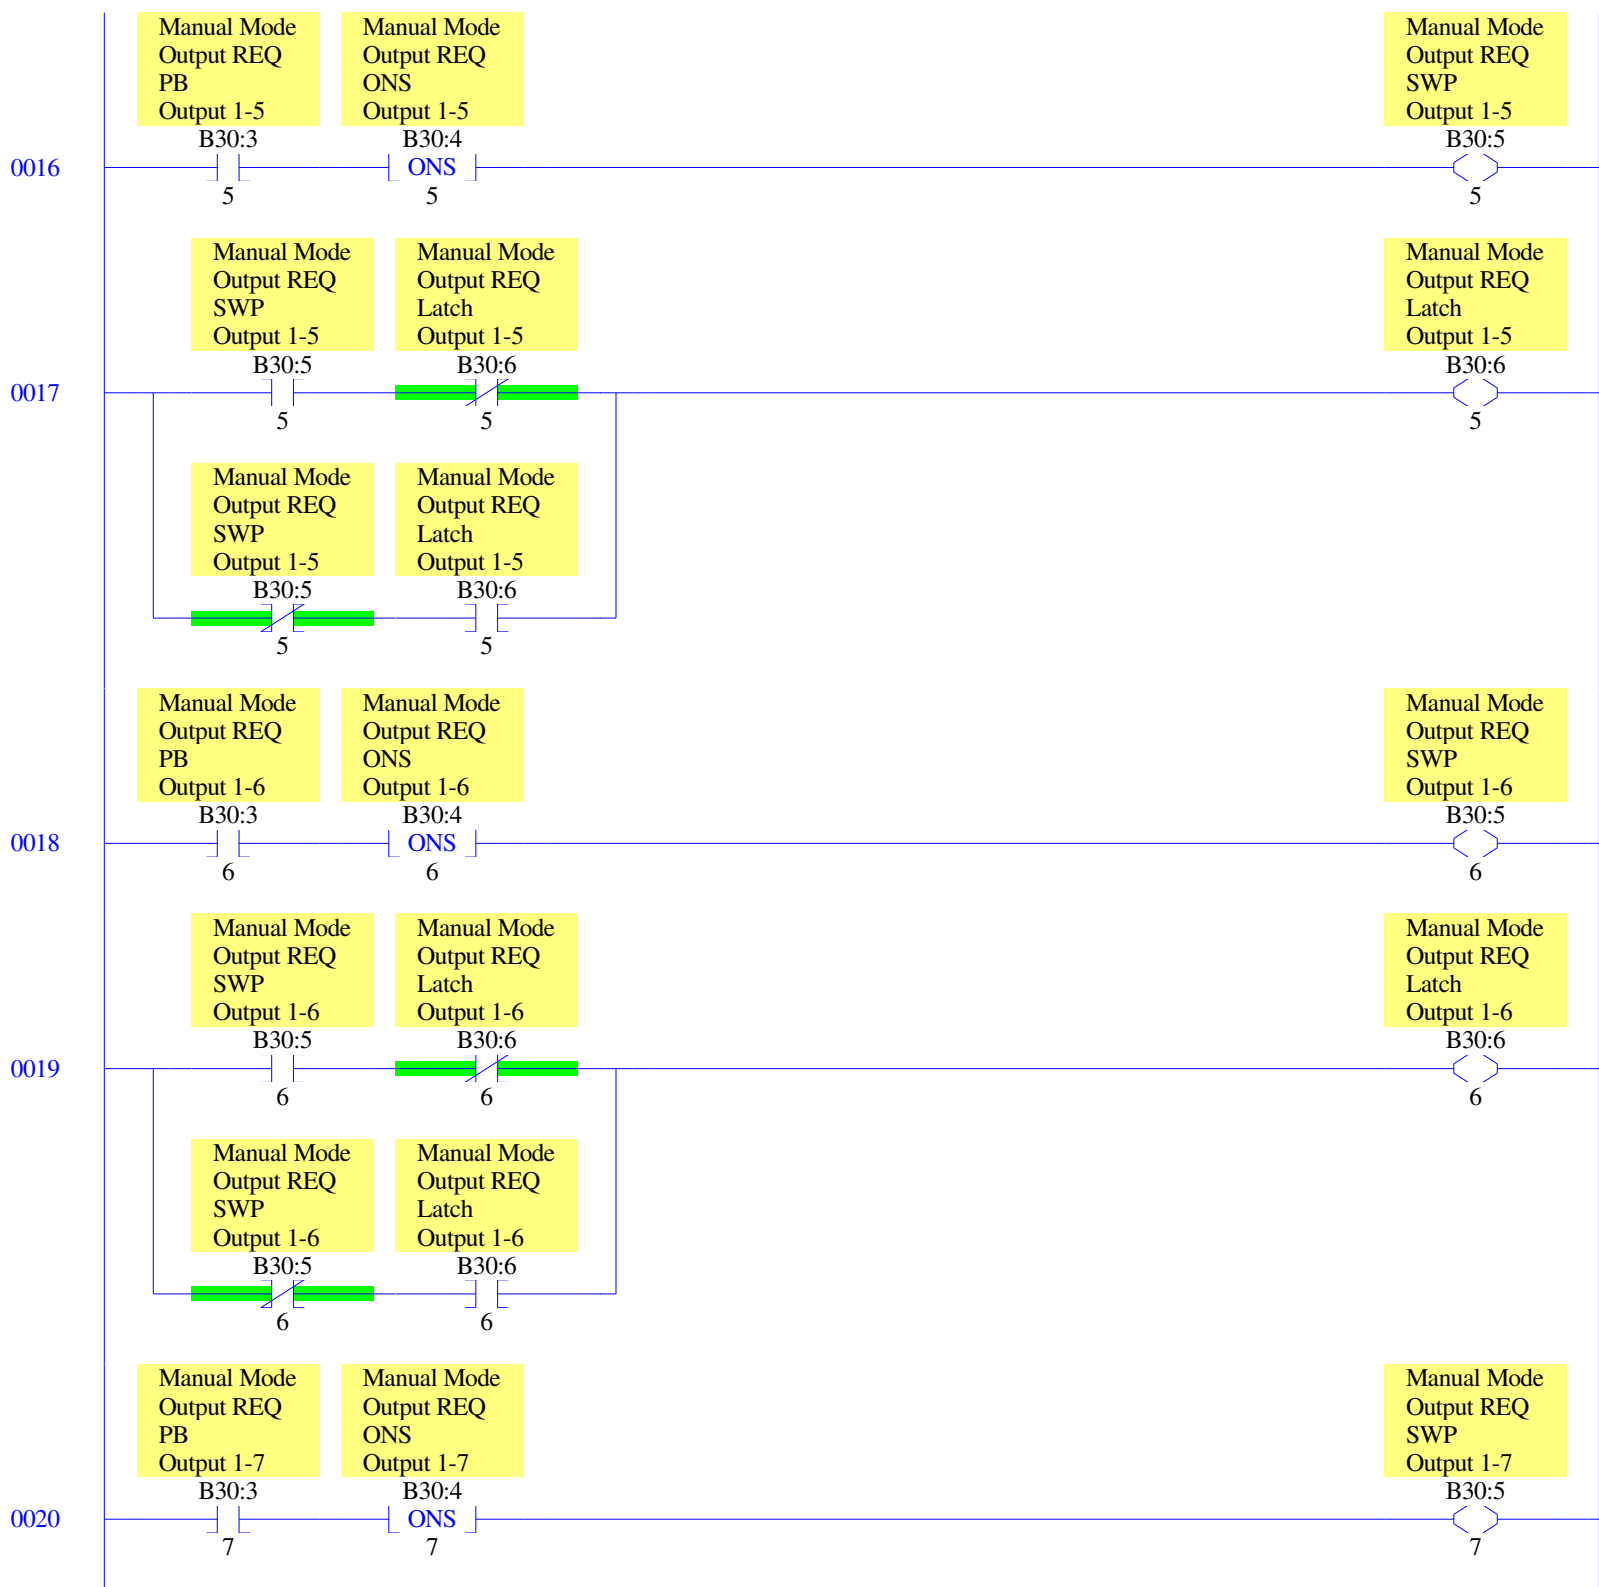 Manual Mode
Output REQ
PB
Output 1-5
B30:3
5
Manual Mode
Output REQ
ONS
Output 1-5
B30:4
ONS
5
Manual Mode
Output REQ
SWP
Output 1-5
B30:5
5
0016
Manual Mode
Output REQ
SWP
Output 1-5
B30:5
5
Manual Mode
Output REQ
Latch
Output 1-5
B30:6
5
Manual Mode
Output REQ
Latch
Output 1-5
B30:6
5
0017
Manual Mode
Output REQ
SWP
Output 1-5
B30:5
5
Manual Mode
Output REQ
Latch
Output 1-5
B30:6
5
Manual Mode
Output REQ
PB
Output 1-6
B30:3
6
Manual Mode
Output REQ
ONS
Output 1-6
B30:4
ONS
6
Manual Mode
Output REQ
SWP
Output 1-6
B30:5
6
0018
Manual Mode
Output REQ
SWP
Output 1-6
B30:5
6
Manual Mode
Output REQ
Latch
Output 1-6
B30:6
6
Manual Mode
Output REQ
Latch
Output 1-6
B30:6
6
0019
Manual Mode
Output REQ
SWP
Output 1-6
B30:5
6
Manual Mode
Output REQ
Latch
Output 1-6
B30:6
6
Manual Mode
Output REQ
PB
Output 1-7
B30:3
7
Manual Mode
Output REQ
ONS
Output 1-7
B30:4
ONS
7
Manual Mode
Output REQ
SWP
Output 1-7
B30:5
7
0020